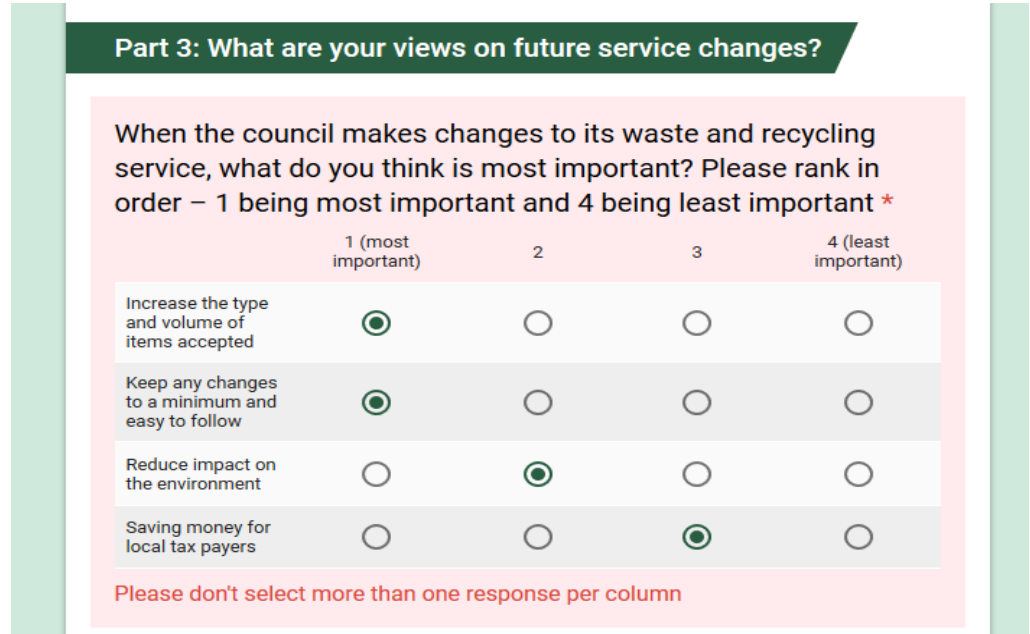 Part 3: What are your views on future service changes?
When the council makes changes to its waste and recycling
service, what do you think is most important? Please rank in
order – 1 being most important and 4 being least important *
1 (most
important)
2
3
4 (least
important)
Increase the type
and volume of
items accepted
Keep any changes
to a minimum and
easy to follow
Reduce impact on
the environment
Saving money for
local tax payers
Please don't select more than one response per column